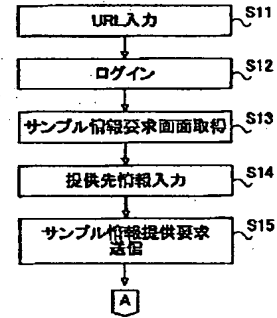 URL入力
S11
ログイン
S12
サンプル情報要求画面取得
S13
提供先情報入力
S14
サンプル情報提供要求
送信
S15
A